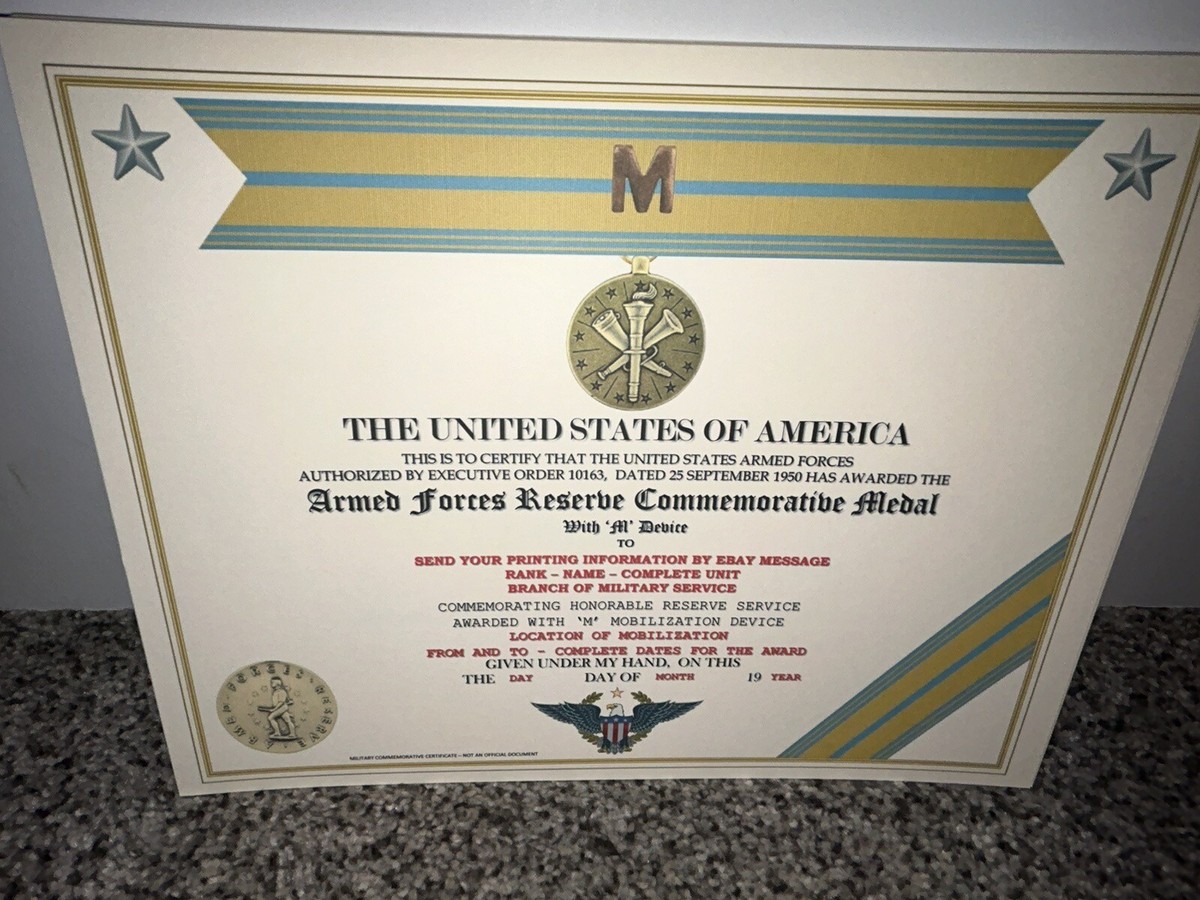 M
THE UNITED STATES OF AMERICA
THIS IS TO CERTIFY THAT THE UNITED STATES ARMED FORCES
AUTHORIZED BY EXECUTIVE ORDER 10163, DATED 25 SEPTEMBER 1950 HAS AWARDED THE
Armed Forces Reserve Commemorative Medal
With 'M' Device
TO
SEND YOUR PRINTING INFORMATION BY EBAY MESSAGE
RANK – NAME – COMPLETE UNIT
BRANCH OF MILITARY SERVICE
COMMEMORATING HONORABLE RESERVE SERVICE
AWARDED WITH 'M' MOBILIZATION DEVICE
LOCATION OF MOBILIZATION
FROM AND TO – COMPLETE DATES FOR THE AWARD
GIVEN UNDER MY HAND, ON THIS
THE DAY DAY OF MONTH 19 YEAR
ARMED FORCES RESERVE
MILITARY COMMEMORATIVE CERTIFICATE – NOT AN OFFICIAL DOCUMENT